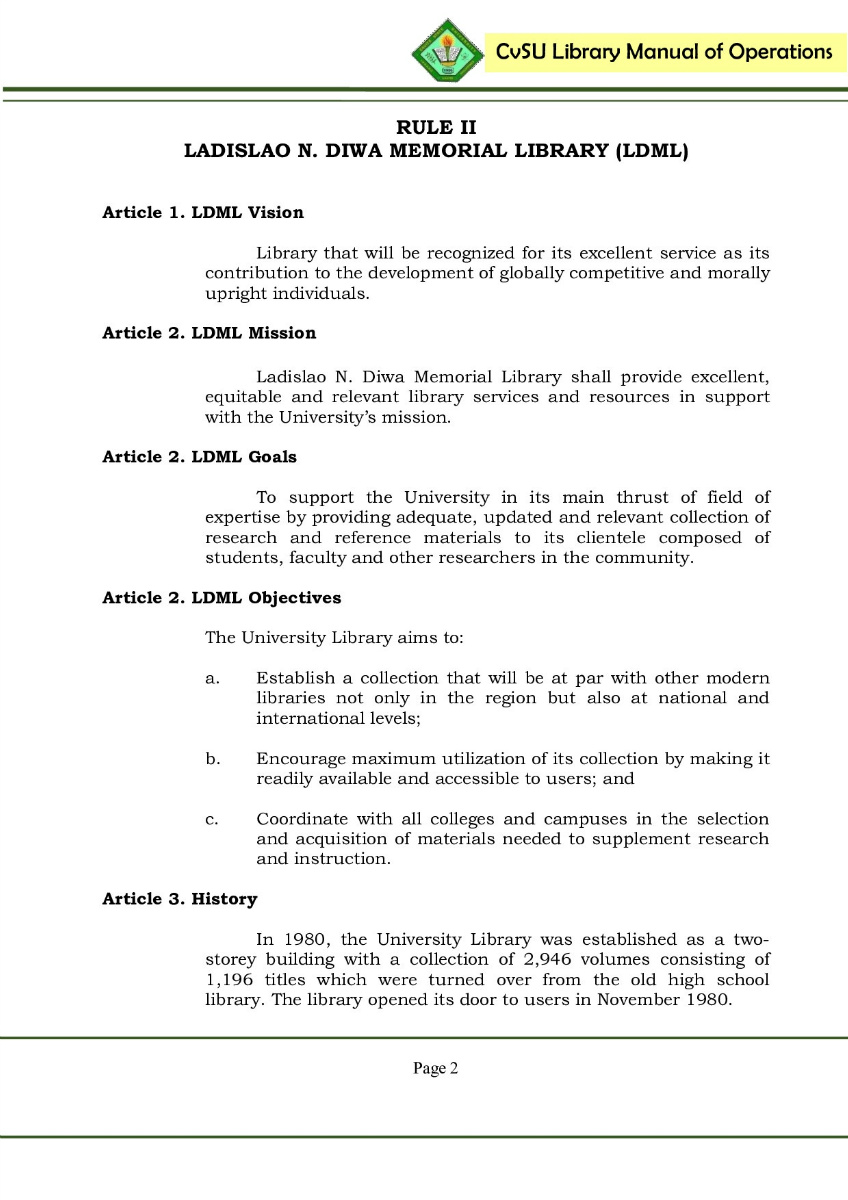 CvSU Library Manual of Operations
RULE II
LADISLAO N. DIWA MEMORIAL LIBRARY (LDML)
Article 1. LDML Vision
Library that will be recognized for its excellent service as its
contribution to the development of globally competitive and morally
upright individuals.
Article 2. LDML Mission
Ladislao N. Diwa Memorial Library shall provide excellent,
equitable and relevant library services and resources in support
with the University’s mission.
Article 2. LDML Goals
To support the University in its main thrust of field of
expertise by providing adequate, updated and relevant collection of
research and reference materials to its clientele composed of
students, faculty and other researchers in the community.
Article 2. LDML Objectives
The University Library aims to:
a. Establish a collection that will be at par with other modern
libraries not only in the region but also at national and
international levels;
b. Encourage maximum utilization of its collection by making it
readily available and accessible to users; and
c. Coordinate with all colleges and campuses in the selection
and acquisition of materials needed to supplement research
and instruction.
Article 3. History
In 1980, the University Library was established as a two-
storey building with a collection of 2,946 volumes consisting of
1,196 titles which were turned over from the old high school
library. The library opened its door to users in November 1980.
Page 2